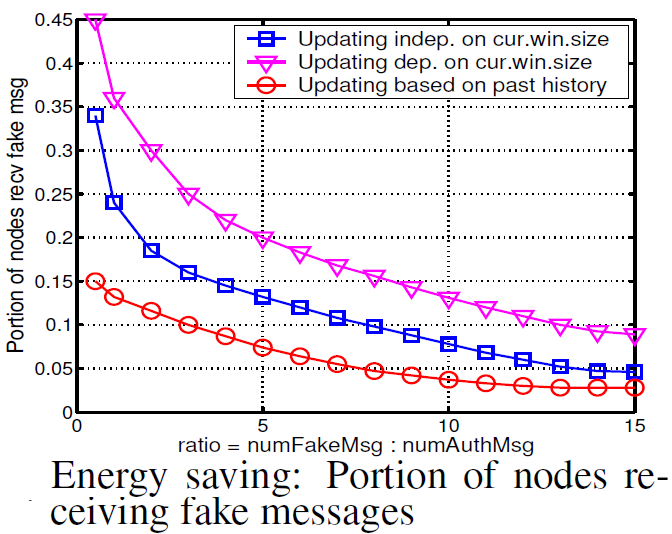 0.45
0.4
0.35
0.3
0.25
0.2
0.15
0.1
0.05
0
0
5
10
15
Portion of nodes recv fake msg
Updating indep. on cur.win.size
Updating dep. on cur.win.size
Updating based on past history
ratio = numFakeMsg : numAuthMsg
Energy saving: Portion of nodes re-
ceiving fake messages